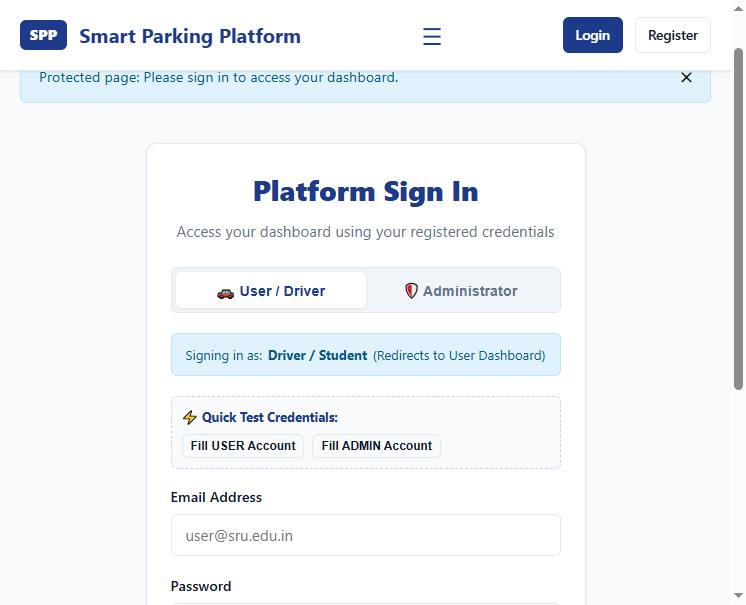 SPP Smart Parking Platform Login Register
Protected page: Please sign in to access your dashboard.
Platform Sign In
Access your dashboard using your registered credentials
User / Driver Administrator
Signing in as: Driver / Student (Redirects to User Dashboard)
Quick Test Credentials:
Fill USER Account Fill ADMIN Account
Email Address
user@sru.edu.in
Password